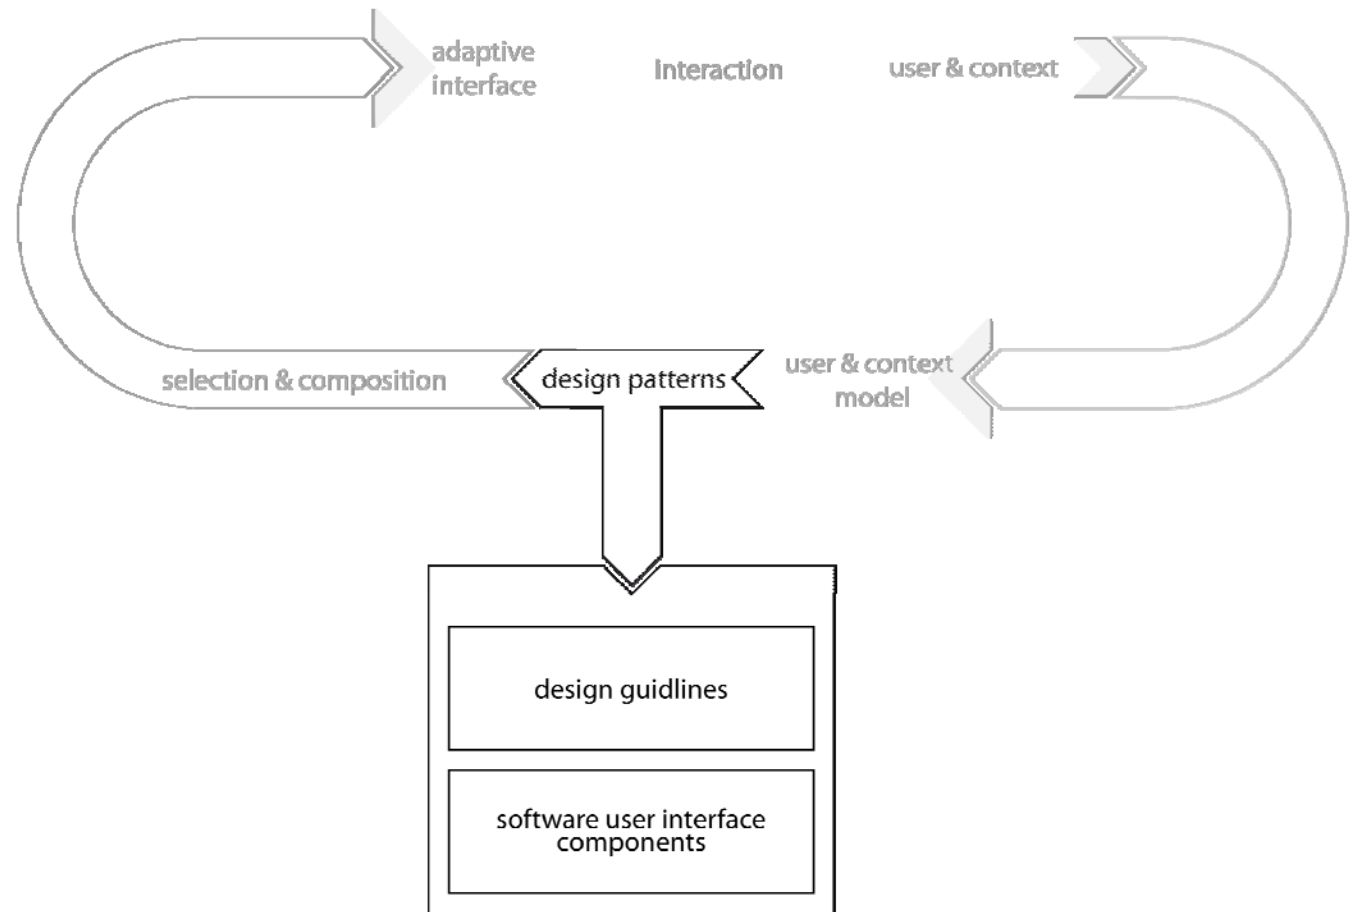 adaptive
interface
interaction
user & context
selection & composition
design patterns
user & context
model
design guidlines
software user interface
components